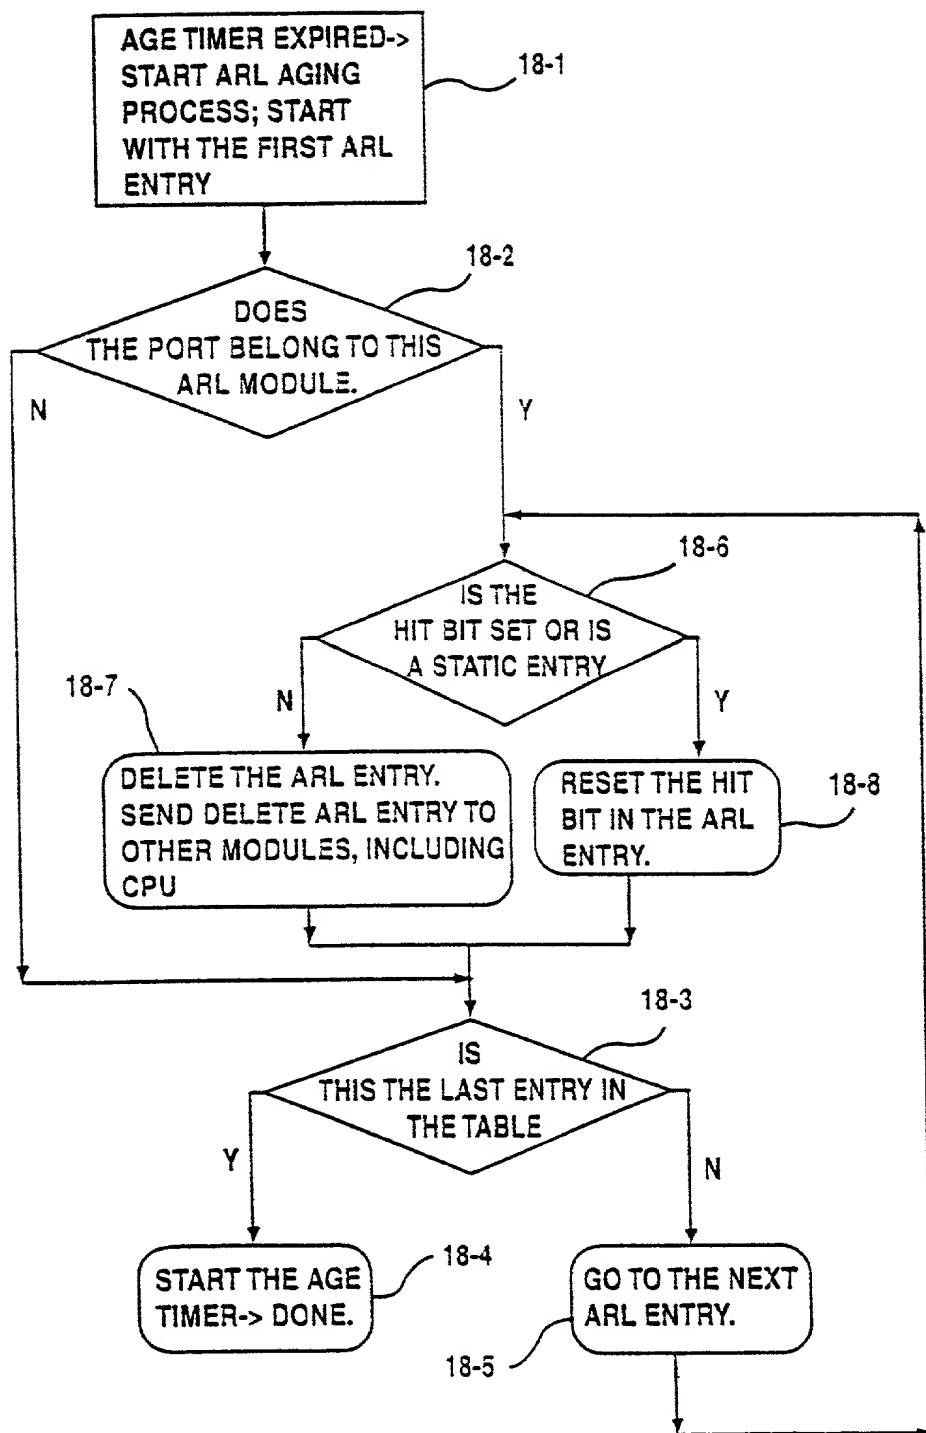 AGE TIMER EXPIRED->
START ARL AGING
PROCESS; START
WITH THE FIRST ARL
ENTRY
18-1
18-2
DOES
THE PORT BELONG TO THIS
ARL MODULE.
N
Y
18-6
IS THE
HIT BIT SET OR IS
A STATIC ENTRY
18-7
N
Y
DELETE THE ARL ENTRY.
SEND DELETE ARL ENTRY TO
OTHER MODULES, INCLUDING
CPU
RESET THE HIT
BIT IN THE ARL
ENTRY.
18-8
18-3
IS
THIS THE LAST ENTRY IN
THE TABLE
Y
N
START THE AGE
TIMER-> DONE.
18-4
GO TO THE NEXT
ARL ENTRY.
18-5